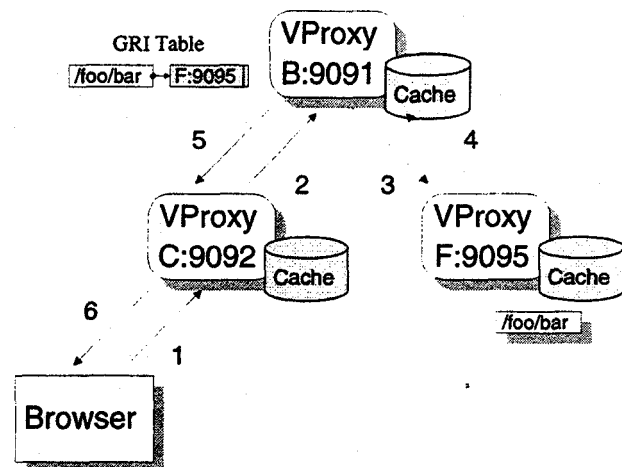 GRI Table
/foo/bar F:9095
VProxy
B:9091
Cache
5
4
2
3
VProxy
C:9092
Cache
VProxy
F:9095
Cache
/foo/bar
6
1
Browser